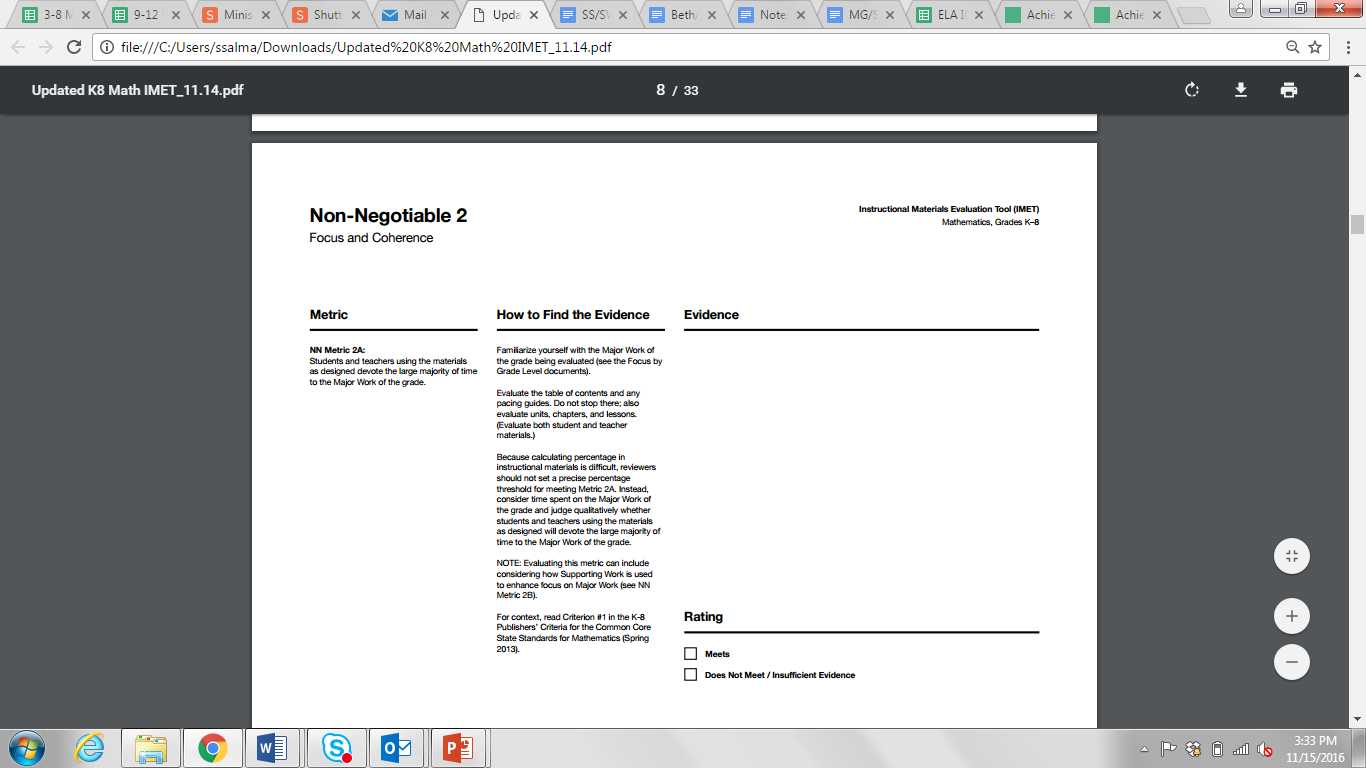 3-8 M
9-12
Minis
Shutt
Mail
Upda
SS/SV
Beth/
Note
MG/S
ELA I
Achie
Achie
file:///C:/Users/ssalma/Downloads/Updated%20K8%20Math%20IMET_11.14.pdf
Updated K8 Math IMET_11.14.pdf
8 / 33
Non-Negotiable 2
Focus and Coherence
Instructional Materials Evaluation Tool (IMET)
Mathematics, Grades K–8
Metric
NN Metric 2A:
Students and teachers using the materials
as designed devote the large majority of time
to the Major Work of the grade.
How to Find the Evidence
Familiarize yourself with the Major Work of
the grade being evaluated (see the Focus by
Grade Level documents).
Evaluate the table of contents and any
pacing guides. Do not stop there; also
evaluate units, chapters, and lessons.
(Evaluate both student and teacher
materials.)
Because calculating percentage in
instructional materials is difficult, reviewers
should not set a precise percentage
threshold for meeting Metric 2A. Instead,
consider time spent on the Major Work of
the grade and judge qualitatively whether
students and teachers using the materials
as designed will devote the large majority of
time to the Major Work of the grade.
NOTE: Evaluating this metric can include
considering how Supporting Work is used
to enhance focus on Major Work (see NN
Metric 2B).
For context, read Criterion #1 in the K-8
Publishers' Criteria for the Common Core
State Standards for Mathematics (Spring
2013).
Evidence
Rating
Meets
Does Not Meet / Insufficient Evidence
3:33 PM
11/15/2016